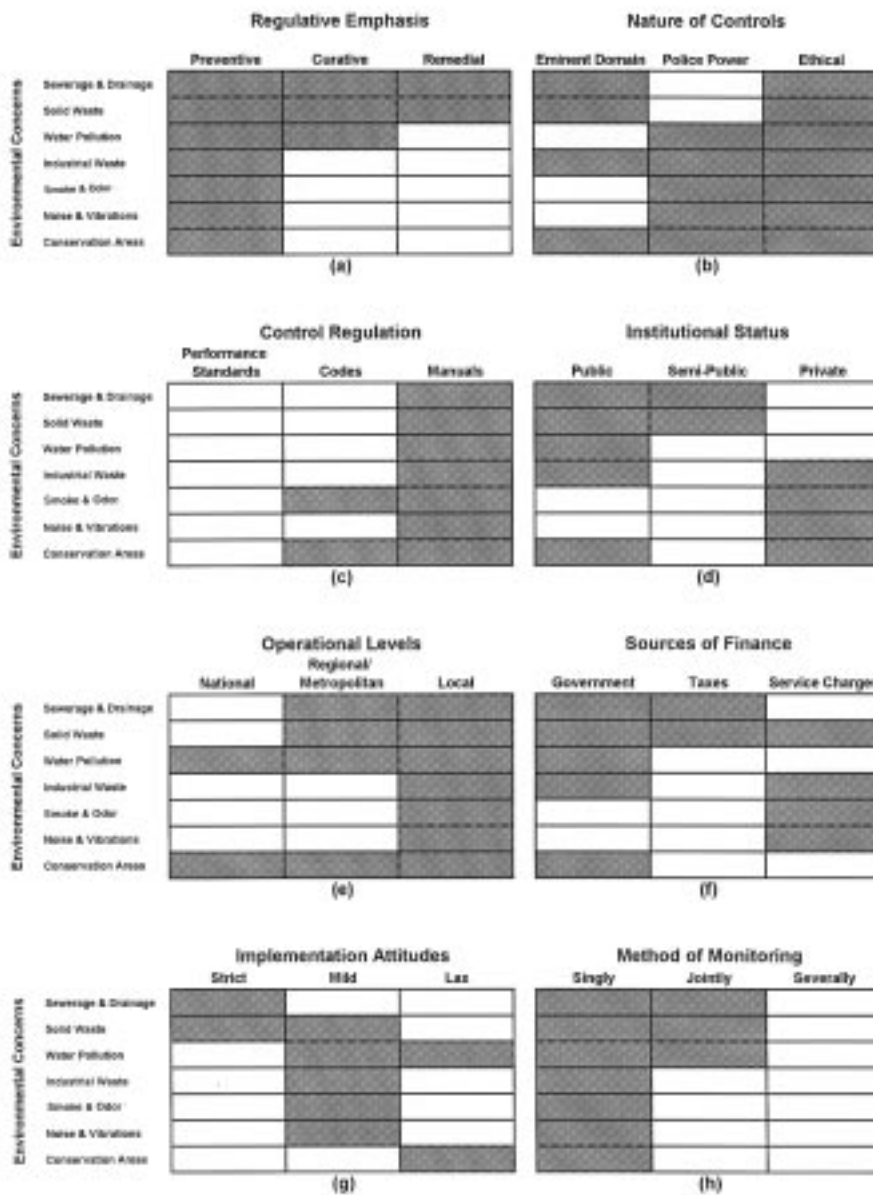 Regulative Emphasis
Preventive Curative Remedial
Environmental Concerns
Sewerage & Drainage
Solid Waste
Water Pollution
Industrial Waste
Smoke & Odor
Noise & Vibrations
Conservation Areas
(a)
Nature of Controls
Eminent Domain Police Power Ethical
(b)
Control Regulation
Performance
Standards Codes Manuals
Environmental Concerns
Sewerage & Drainage
Solid Waste
Water Pollution
Industrial Waste
Smoke & Odor
Noise & Vibrations
Conservation Areas
(c)
Institutional Status
Public Semi-Public Private
(d)
Operational Levels
Regional/
National Metropolitan Local
Environmental Concerns
Sewerage & Drainage
Solid Waste
Water Pollution
Industrial Waste
Smoke & Odor
Noise & Vibrations
Conservation Areas
(e)
Sources of Finance
Government Taxes Service Charges
(f)
Implementation Attitudes
Strict Mild Lax
Environmental Concerns
Sewerage & Drainage
Solid Waste
Water Pollution
Industrial Waste
Smoke & Odor
Noise & Vibrations
Conservation Areas
(g)
Method of Monitoring
Singly Jointly Severally
(h)